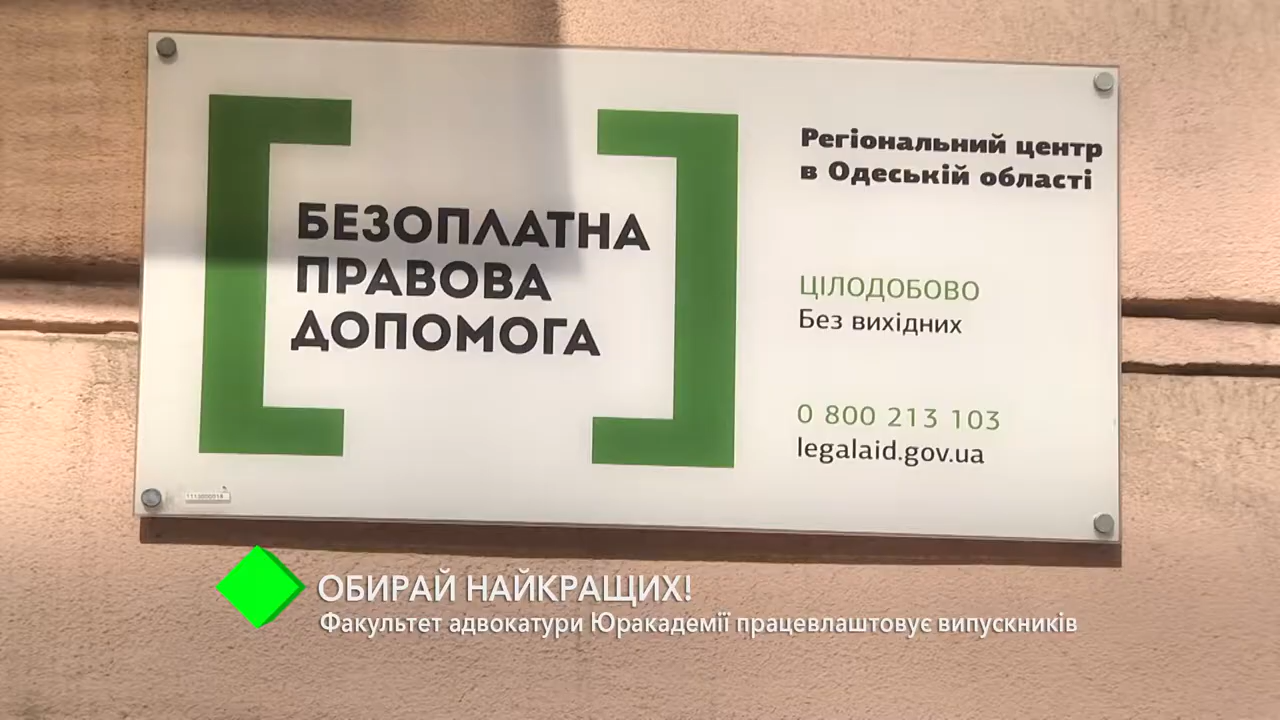 БЕЗОПЛАТНА
ПРАВОВА
ДОПОМОГА
Регіональний центр
в Одеській області
ЦІЛОДОБОВО
Без вихідних
0 800 213 103
legalaid.gov.ua
ОБИРАЙ НАЙКРАЩИХ!
Факультет адвокатури Юракадемії працевлаштовує випускників